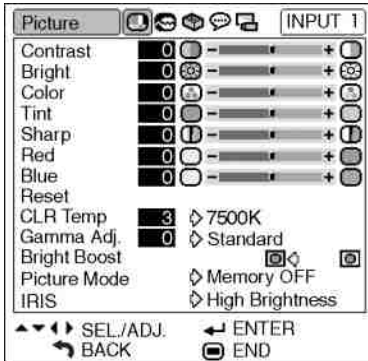 Picture INPUT 1
Contrast 0 - +
Bright 0 - +
Color 0 - +
Tint 0 - +
Sharp 0 - +
Red 0 - +
Blue 0 - +
Reset
CLR Temp 3 7500K
Gamma Adj. 0 Standard
Bright Boost
Picture Mode Memory OFF
IRIS High Brightness
SEL./ADJ. ENTER
BACK END